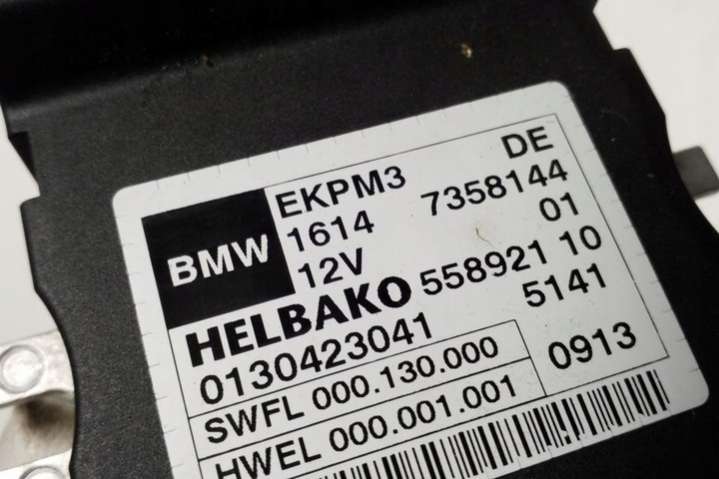 BMW
EKPM3 DE
1614 7358144
12V 01
HELBAKO 558921 10
0130423041 5141
SWFL 000.130.000 0913
HWEL 000.001.001